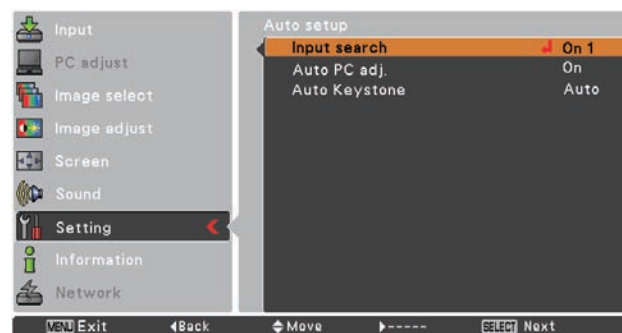 Input
PC adjust
Image select
Image adjust
Screen
Sound
Setting
Information
Network
Auto setup
Input search On 1
Auto PC adj. On
Auto Keystone Auto
MENU Exit ◀Back Move ▶----- SELECT Next